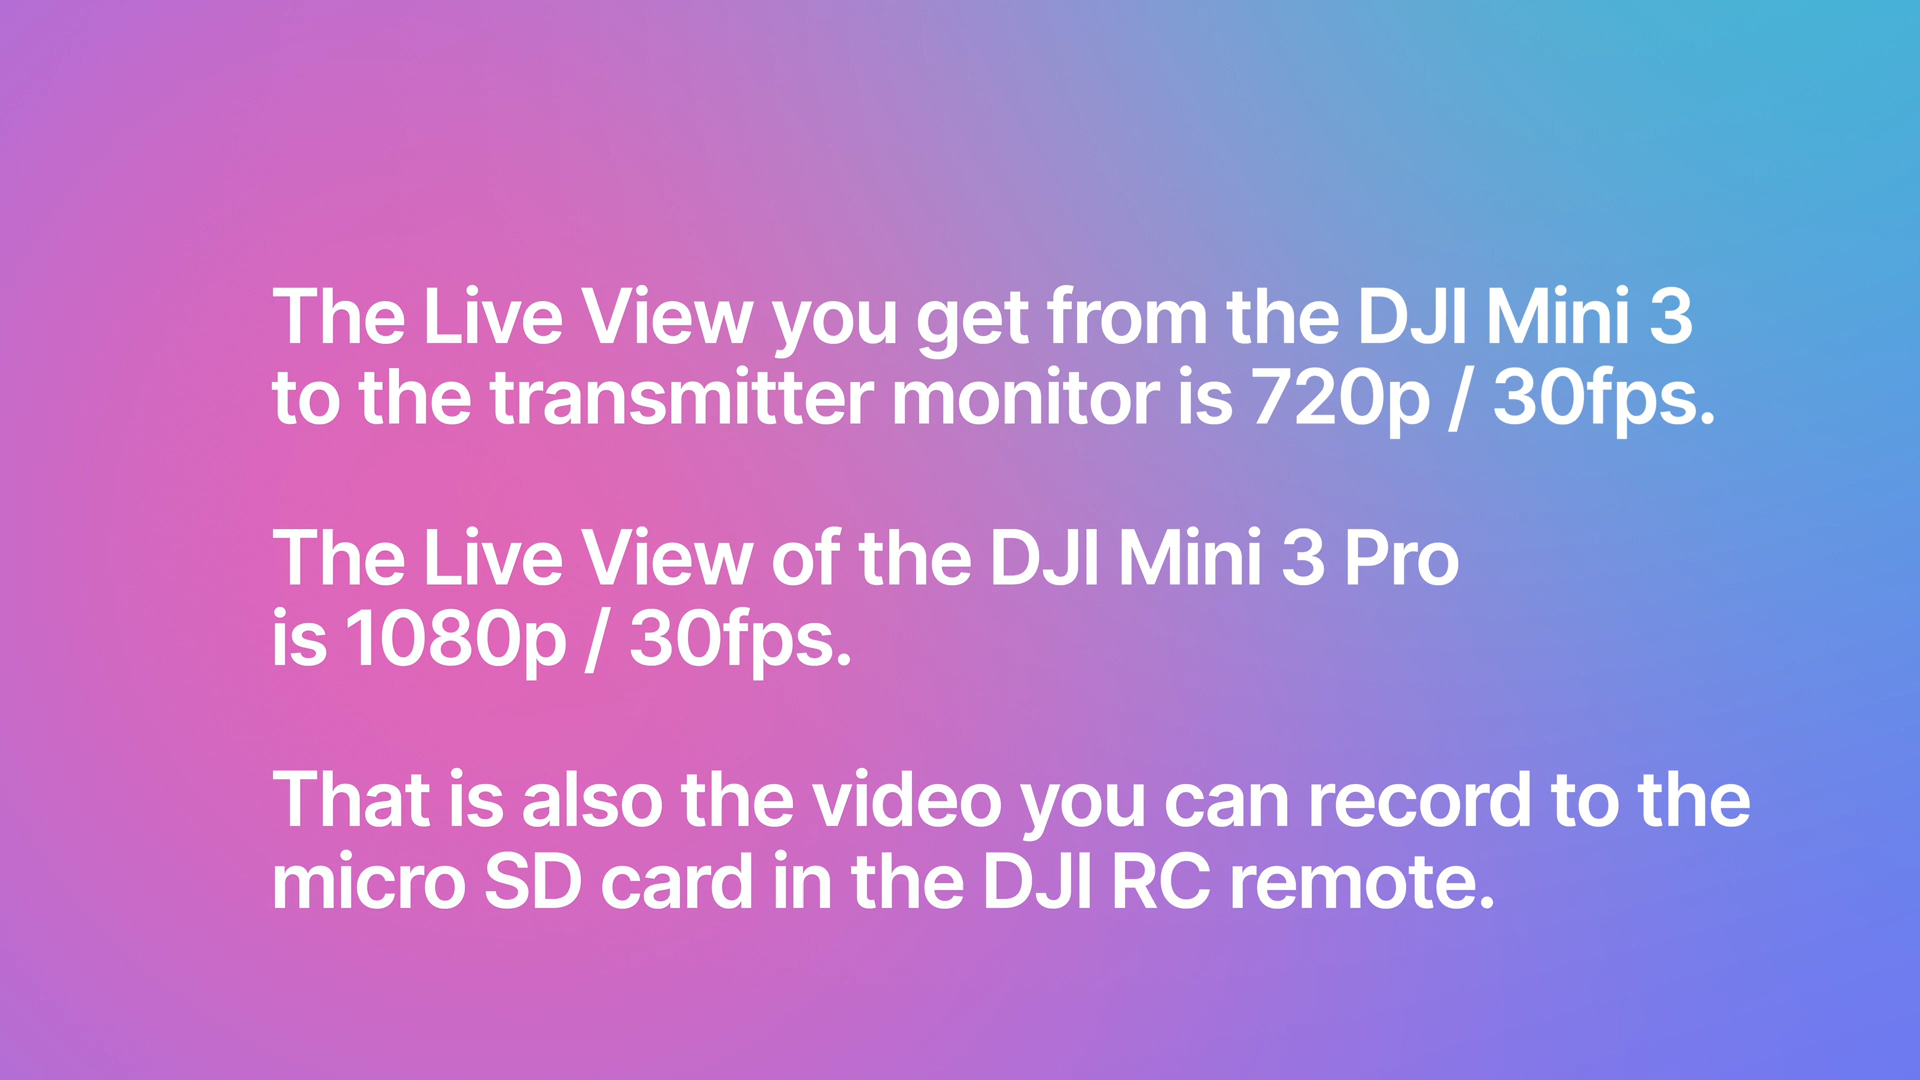 The Live View you get from the DJI Mini 3
to the transmitter monitor is 720p / 30fps.
The Live View of the DJI Mini 3 Pro
is 1080p / 30fps.
That is also the video you can record to the
micro SD card in the DJI RC remote.